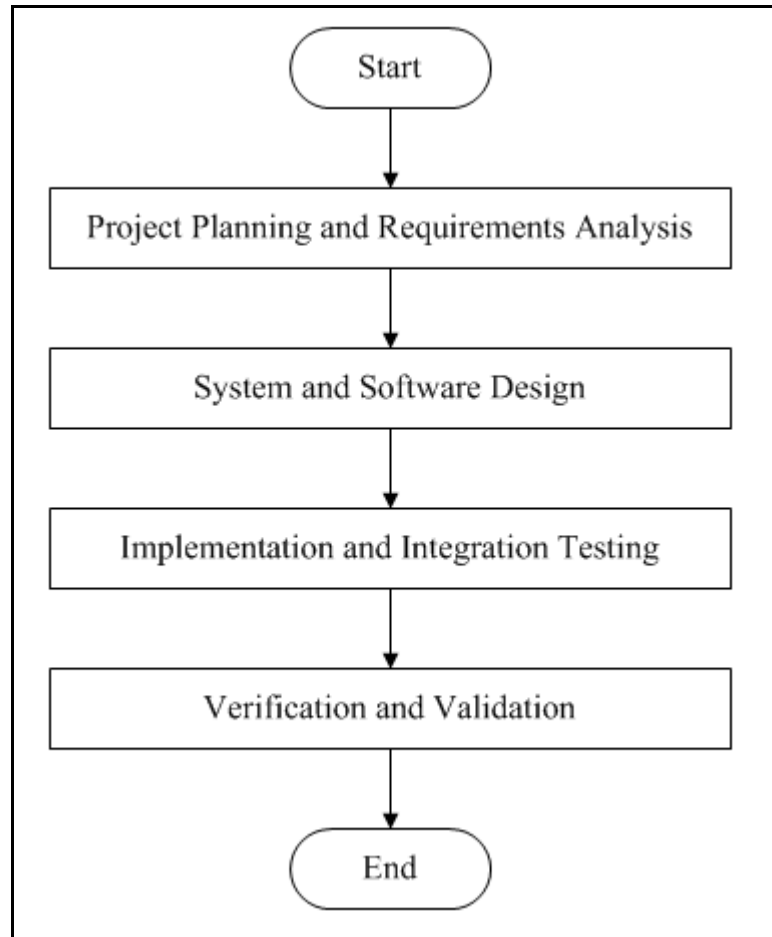 Start
Project Planning and Requirements Analysis
System and Software Design
Implementation and Integration Testing
Verification and Validation
End